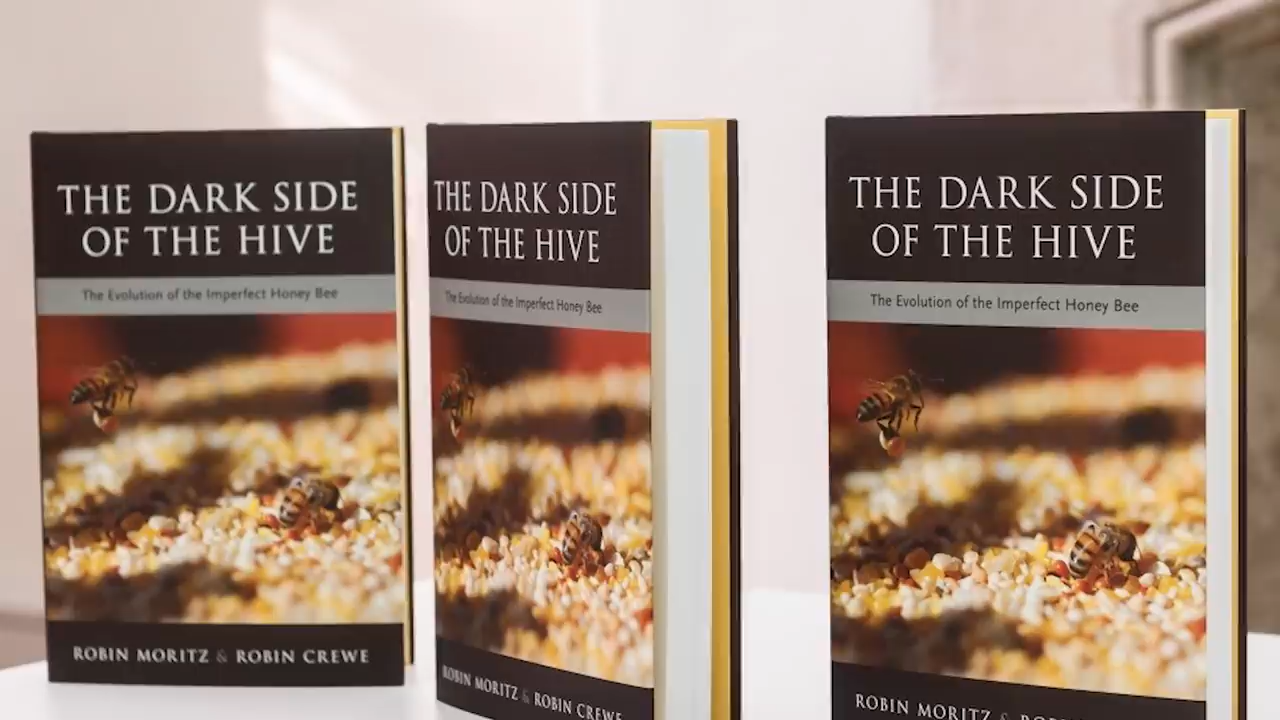 THE DARK SIDE
OF THE HIVE
The Evolution of the Imperfect Honey Bee
ROBIN MORITZ & ROBIN CREWE
THE DARK SIDE
OF THE HIVE
The Evolution of the Imperfect Honey Bee
ROBIN MORITZ & ROBIN CREWE
THE DARK SIDE
OF THE HIVE
The Evolution of the Imperfect Honey Bee
ROBIN MORITZ &